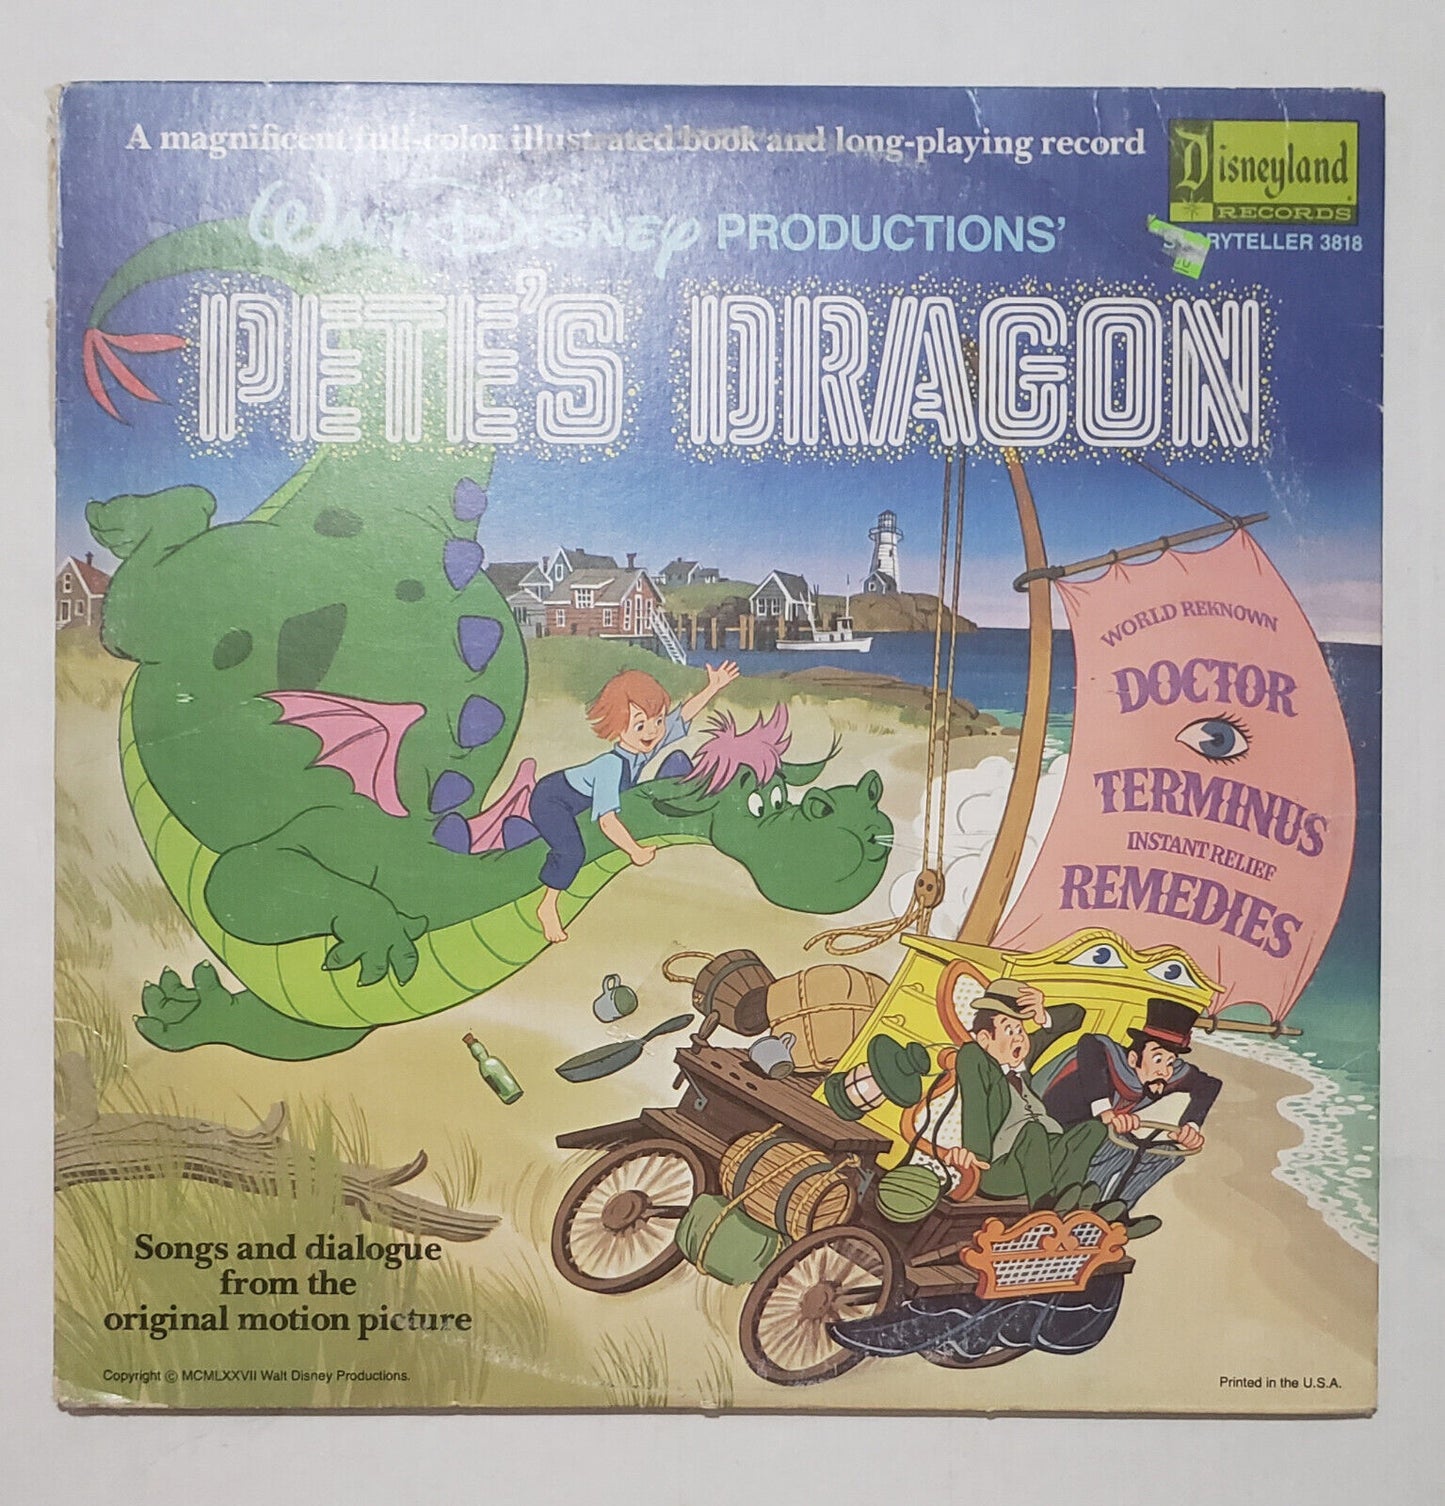 A magnificent full-color illustrated book and long-playing record
Disneyland
RECORDS
STORYTELLER 3818
WALT DISNEY PRODUCTIONS'
PETE'S DRAGON
WORLD REKNOWN
DOCTOR
TERMINUS
INSTANT RELIEF
REMEDIES
Songs and dialogue
from the
original motion picture
Copyright © MCMLXXVII Walt Disney Productions.
Printed in the U.S.A.